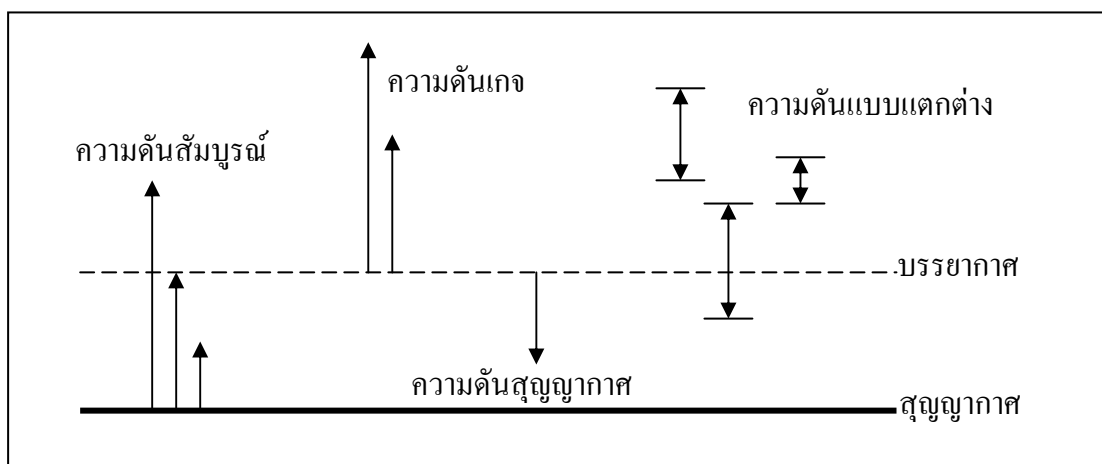 ความดันเกจ
ความดันแบบแตกต่าง
ความดันสัมบูรณ์
บรรยากาศ
ความดันสุญญากาศ
สุญญากาศ